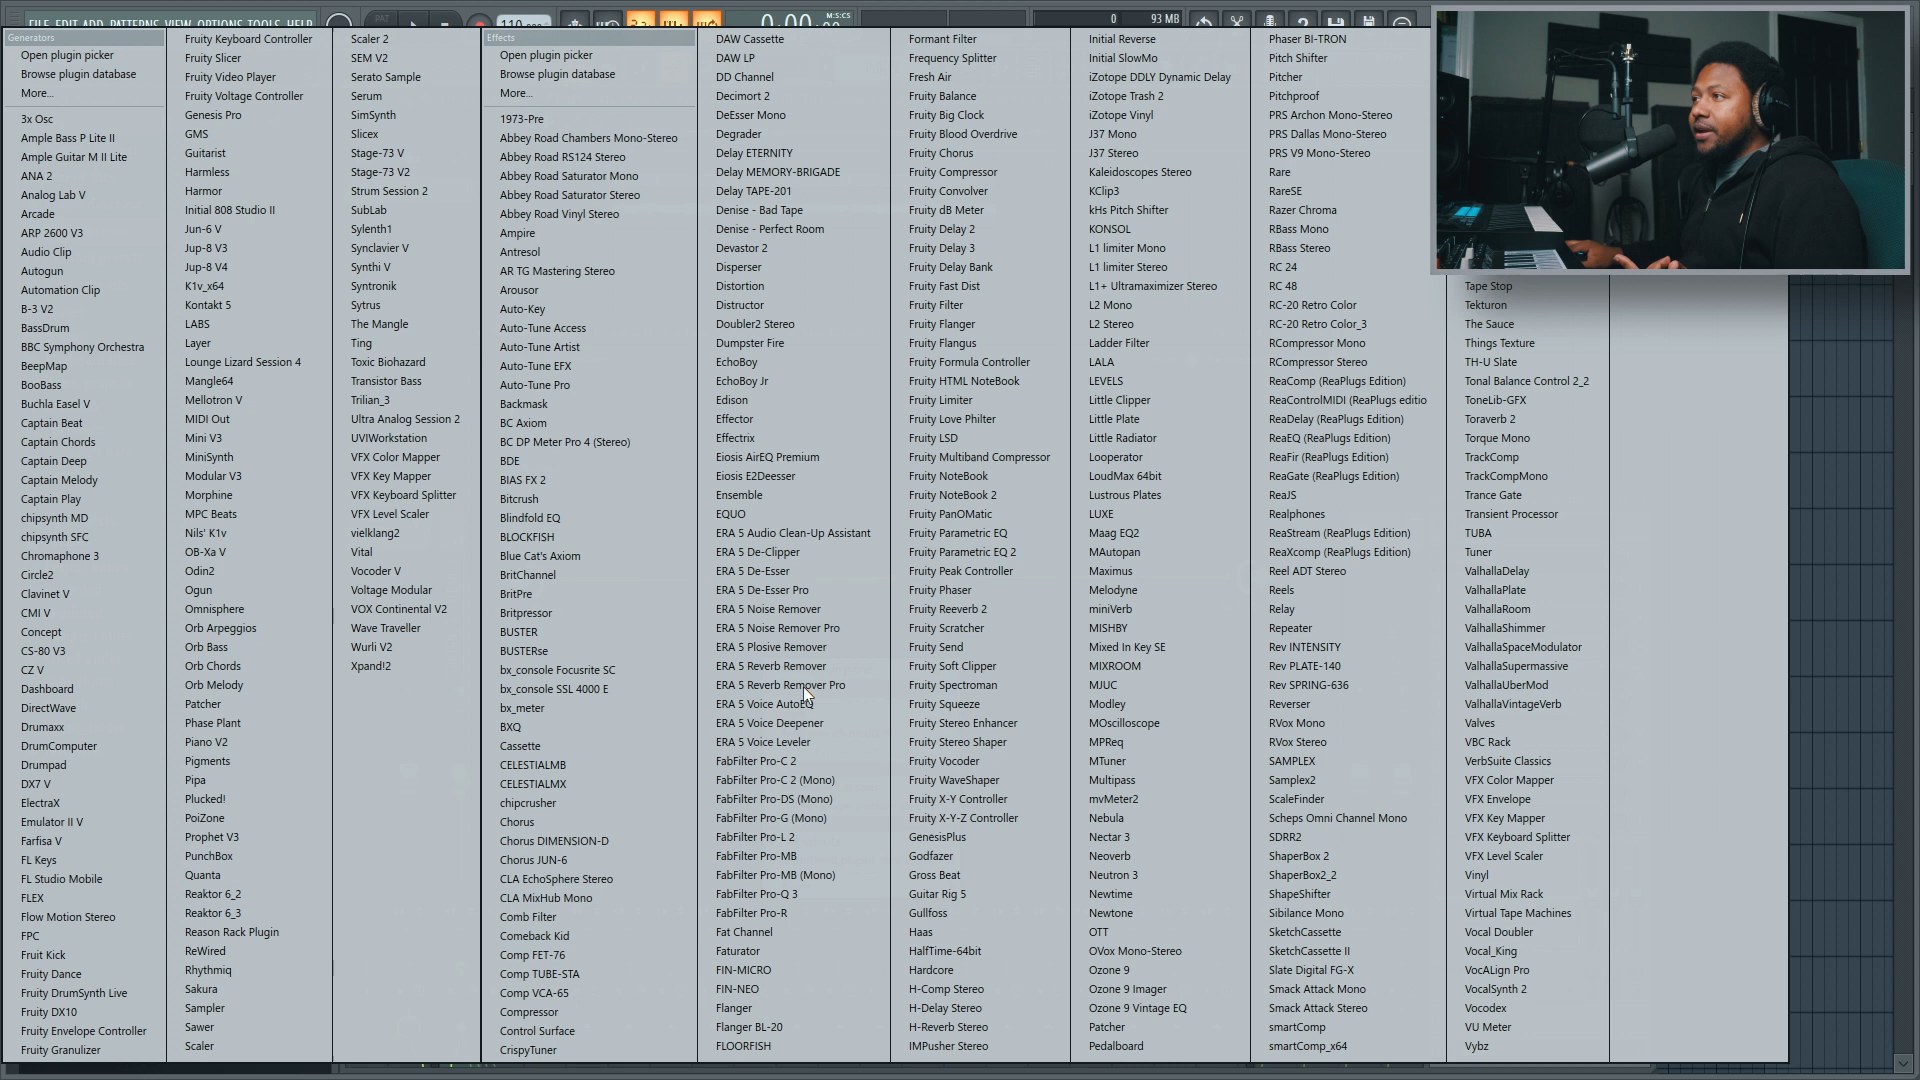 FILE EDIT ADD PATTERNS VIEW OPTIONS TOOLS HELP
PAT
110
0:00:00
M:S:CS
0
93 MB
Generators
Open plugin picker
Browse plugin database
More...
3x Osc
Ample Bass P Lite II
Ample Guitar M II Lite
ANA 2
Analog Lab V
Arcade
ARP 2600 V3
Audio Clip
Autogun
Automation Clip
B-3 V2
BassDrum
BBC Symphony Orchestra
BeepMap
BooBass
Buchla Easel V
Captain Beat
Captain Chords
Captain Deep
Captain Melody
Captain Play
chipsynth MD
chipsynth SFC
Chromaphone 3
Circle2
Clavinet V
CMI V
Concept
CS-80 V3
CZ V
Dashboard
DirectWave
Drumaxx
DrumComputer
Drumpad
DX7 V
ElectraX
Emulator II V
Farfisa V
FL Keys
FL Studio Mobile
FLEX
Flow Motion Stereo
FPC
Fruit Kick
Fruity Dance
Fruity DrumSynth Live
Fruity DX10
Fruity Envelope Controller
Fruity Granulizer
Fruity Keyboard Controller
Fruity Slicer
Fruity Video Player
Fruity Voltage Controller
Genesis Pro
GMS
Guitarist
Harmless
Harmor
Initial 808 Studio II
Jun-6 V
Jup-8 V3
Jup-8 V4
K1v_x64
Kontakt 5
LABS
Layer
Lounge Lizard Session 4
Mangle64
Mellotron V
MIDI Out
Mini V3
MiniSynth
Modular V3
Morphine
MPC Beats
Nils' K1v
OB-Xa V
Odin2
Ogun
Omnisphere
Orb Arpeggios
Orb Bass
Orb Chords
Orb Melody
Patcher
Phase Plant
Piano V2
Pigments
Pipa
Plucked!
PoiZone
Prophet V3
PunchBox
Quanta
Reaktor 6_2
Reaktor 6_3
Reason Rack Plugin
ReWired
Rhythmiq
Sakura
Sampler
Sawer
Scaler
Scaler 2
SEM V2
Serato Sample
Serum
SimSynth
Slicex
Stage-73 V
Stage-73 V2
Strum Session 2
SubLab
Sylenth1
Synclavier V
Synthi V
Syntronik
Sytrus
The Mangle
Ting
Toxic Biohazard
Transistor Bass
Trilian_3
Ultra Analog Session 2
UVIWorkstation
VFX Color Mapper
VFX Key Mapper
VFX Keyboard Splitter
VFX Level Scaler
vielklang2
Vital
Vocoder V
Voltage Modular
VOX Continental V2
Wave Traveller
Wurli V2
Xpand!2
Effects
Open plugin picker
Browse plugin database
More...
1973-Pre
Abbey Road Chambers Mono-Stereo
Abbey Road RS124 Stereo
Abbey Road Saturator Mono
Abbey Road Saturator Stereo
Abbey Road Vinyl Stereo
Ampire
Antresol
AR TG Mastering Stereo
Arousor
Auto-Key
Auto-Tune Access
Auto-Tune Artist
Auto-Tune EFX
Auto-Tune Pro
Backmask
BC Axiom
BC DP Meter Pro 4 (Stereo)
BDE
BIAS FX 2
Bitcrush
Blindfold EQ
BLOCKFISH
Blue Cat's Axiom
BritChannel
BritPre
Britpressor
BUSTER
BUSTERse
bx_console Focusrite SC
bx_console SSL 4000 E
bx_meter
BXQ
Cassette
CELESTIALMB
CELESTIALMX
chipcrusher
Chorus
Chorus DIMENSION-D
Chorus JUN-6
CLA EchoSphere Stereo
CLA MixHub Mono
Comb Filter
Comeback Kid
Comp FET-76
Comp TUBE-STA
Comp VCA-65
Compressor
Control Surface
CrispyTuner
DAW Cassette
DAW LP
DD Channel
Decimort 2
DeEsser Mono
Degrader
Delay ETERNITY
Delay MEMORY-BRIGADE
Delay TAPE-201
Denise - Bad Tape
Denise - Perfect Room
Devastor 2
Disperser
Distortion
Distructor
Doubler2 Stereo
Dumpster Fire
EchoBoy
EchoBoy Jr
Edison
Effector
Effectrix
Eiosis AirEQ Premium
Eiosis E2Deesser
Ensemble
EQUO
ERA 5 Audio Clean-Up Assistant
ERA 5 De-Clipper
ERA 5 De-Esser
ERA 5 De-Esser Pro
ERA 5 Noise Remover
ERA 5 Noise Remover Pro
ERA 5 Plosive Remover
ERA 5 Reverb Remover
ERA 5 Reverb Remover Pro
ERA 5 Voice AutoEQ
ERA 5 Voice Deepener
ERA 5 Voice Leveler
FabFilter Pro-C 2
FabFilter Pro-C 2 (Mono)
FabFilter Pro-DS (Mono)
FabFilter Pro-G (Mono)
FabFilter Pro-L 2
FabFilter Pro-MB
FabFilter Pro-MB (Mono)
FabFilter Pro-Q 3
FabFilter Pro-R
Fat Channel
Faturator
FIN-MICRO
FIN-NEO
Flanger
Flanger BL-20
FLOORFISH
Formant Filter
Frequency Splitter
Fresh Air
Fruity Balance
Fruity Big Clock
Fruity Blood Overdrive
Fruity Chorus
Fruity Compressor
Fruity Convolver
Fruity dB Meter
Fruity Delay 2
Fruity Delay 3
Fruity Delay Bank
Fruity Fast Dist
Fruity Filter
Fruity Flanger
Fruity Flangus
Fruity Formula Controller
Fruity HTML NoteBook
Fruity Limiter
Fruity Love Philter
Fruity LSD
Fruity Multiband Compressor
Fruity NoteBook
Fruity NoteBook 2
Fruity PanOMatic
Fruity Parametric EQ
Fruity Parametric EQ 2
Fruity Peak Controller
Fruity Phaser
Fruity Reeverb 2
Fruity Scratcher
Fruity Send
Fruity Soft Clipper
Fruity Spectroman
Fruity Squeeze
Fruity Stereo Enhancer
Fruity Stereo Shaper
Fruity Vocoder
Fruity WaveShaper
Fruity X-Y Controller
Fruity X-Y-Z Controller
GenesisPlus
Godfazer
Gross Beat
Guitar Rig 5
Gullfoss
Haas
HalfTime-64bit
Hardcore
H-Comp Stereo
H-Delay Stereo
H-Reverb Stereo
IMPusher Stereo
Initial Reverse
Initial SlowMo
iZotope DDLY Dynamic Delay
iZotope Trash 2
iZotope Vinyl
J37 Mono
J37 Stereo
Kaleidoscopes Stereo
KClip3
kHs Pitch Shifter
KONSOL
L1 limiter Mono
L1 limiter Stereo
L1+ Ultramaximizer Stereo
L2 Mono
L2 Stereo
Ladder Filter
LALA
LEVELS
Little Clipper
Little Plate
Little Radiator
Looperator
LoudMax 64bit
Lustrous Plates
LUXE
Maag EQ2
MAutopan
Maximus
Melodyne
miniVerb
MISHBY
Mixed In Key SE
MIXROOM
MJUC
Modley
MOscilloscope
MPReq
MTuner
Multipass
mvMeter2
Nebula
Nectar 3
Neoverb
Neutron 3
Newtime
Newtone
OTT
OVox Mono-Stereo
Ozone 9
Ozone 9 Imager
Ozone 9 Vintage EQ
Patcher
Pedalboard
Phaser BI-TRON
Pitch Shifter
Pitcher
Pitchproof
PRS Archon Mono-Stereo
PRS Dallas Mono-Stereo
PRS V9 Mono-Stereo
Rare
RareSE
Razer Chroma
RBass Mono
RBass Stereo
RC 24
RC 48
RC-20 Retro Color
RC-20 Retro Color_3
RCompressor Mono
RCompressor Stereo
ReaComp (ReaPlugs Edition)
ReaControlMIDI (ReaPlugs editio
ReaDelay (ReaPlugs Edition)
ReaEQ (ReaPlugs Edition)
ReaFir (ReaPlugs Edition)
ReaGate (ReaPlugs Edition)
ReaJS
Realphones
ReaStream (ReaPlugs Edition)
ReaXcomp (ReaPlugs Edition)
Reel ADT Stereo
Reels
Relay
Repeater
Rev INTENSITY
Rev PLATE-140
Rev SPRING-636
Reverser
RVox Mono
RVox Stereo
SAMPLEX
Samplex2
ScaleFinder
Scheps Omni Channel Mono
SDRR2
ShaperBox 2
ShaperBox2_2
ShapeShifter
Sibilance Mono
SketchCassette
SketchCassette II
Slate Digital FG-X
Smack Attack Mono
Smack Attack Stereo
smartComp
smartComp_x64
Tape Stop
Tekturon
The Sauce
Things Texture
TH-U Slate
Tonal Balance Control 2_2
ToneLib-GFX
Toraverb 2
Torque Mono
TrackComp
TrackCompMono
Trance Gate
Transient Processor
TUBA
Tuner
ValhallaDelay
ValhallaPlate
ValhallaRoom
ValhallaShimmer
ValhallaSpaceModulator
ValhallaSupermassive
ValhallaUberMod
ValhallaVintageVerb
Valves
VBC Rack
VerbSuite Classics
VFX Color Mapper
VFX Envelope
VFX Key Mapper
VFX Keyboard Splitter
VFX Level Scaler
Vinyl
Virtual Mix Rack
Virtual Tape Machines
Vocal Doubler
Vocal_King
VocAlign Pro
VocalSynth 2
Vocodex
VU Meter
Vybz